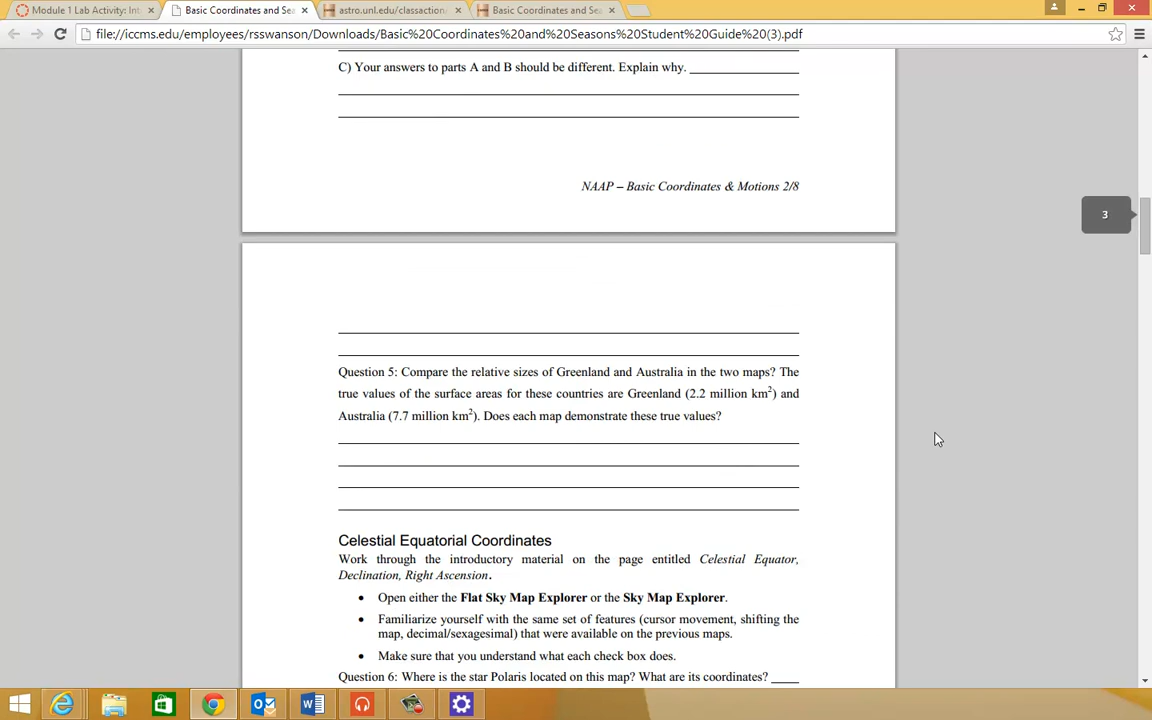 Module 1 Lab Activity: Int
Basic Coordinates and Sea
astro.unl.edu/classaction
Basic Coordinates and Sea
file://iccms.edu/employees/rsswanson/Downloads/Basic%20Coordinates%20and%20Seasons%20Student%20Guide%20(3).pdf
C) Your answers to parts A and B should be different. Explain why.
NAAP – Basic Coordinates & Motions 2/8
3
Question 5: Compare the relative sizes of Greenland and Australia in the two maps? The
true values of the surface areas for these countries are Greenland (2.2 million km²) and
Australia (7.7 million km²). Does each map demonstrate these true values?
Celestial Equatorial Coordinates
Work through the introductory material on the page entitled Celestial Equator,
Declination, Right Ascension.
• Open either the Flat Sky Map Explorer or the Sky Map Explorer.
• Familiarize yourself with the same set of features (cursor movement, shifting the
map, decimal/sexagesimal) that were available on the previous maps.
• Make sure that you understand what each check box does.
Question 6: Where is the star Polaris located on this map? What are its coordinates?